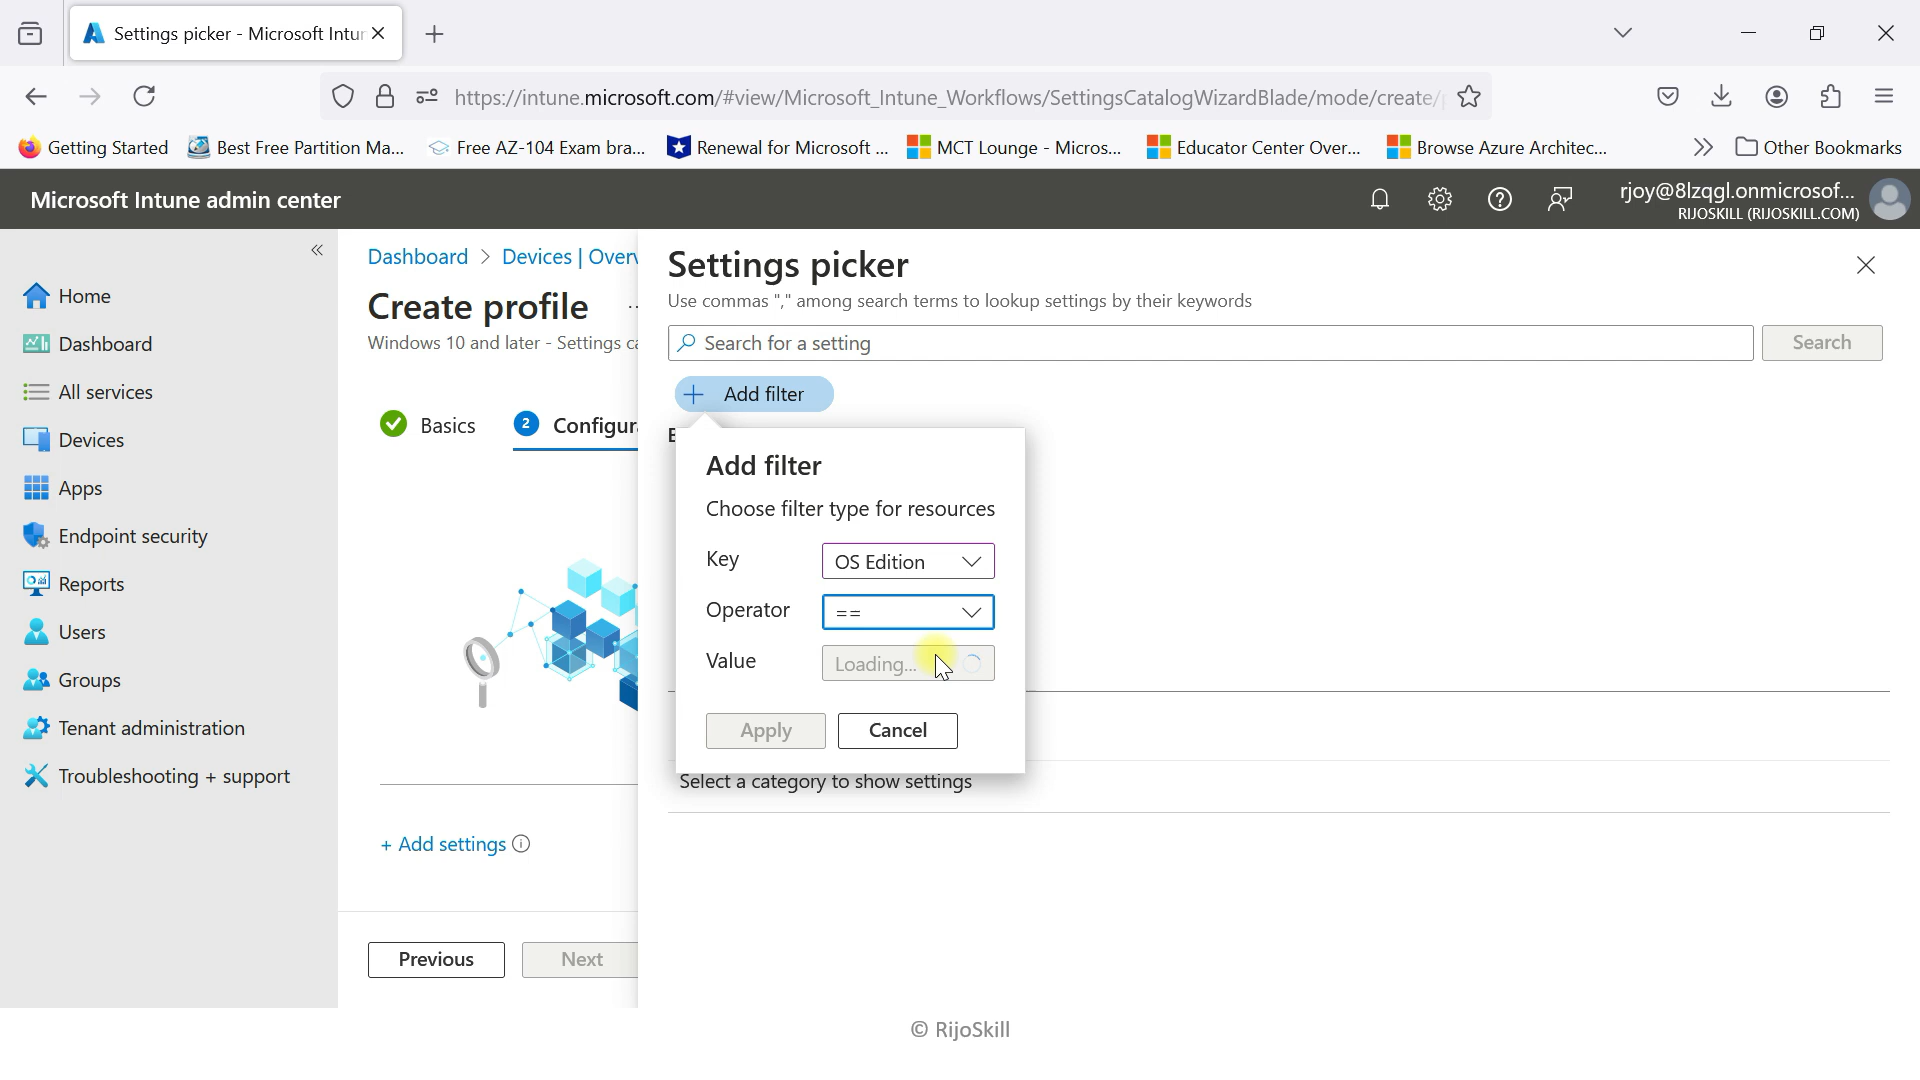 Settings picker - Microsoft Intun
https://intune.microsoft.com/#view/Microsoft_Intune_Workflows/SettingsCatalogWizardBlade/mode/create/
Getting Started
Best Free Partition Ma...
Free AZ-104 Exam bra...
Renewal for Microsoft ...
MCT Lounge - Micros...
Educator Center Over...
Browse Azure Architec...
Other Bookmarks
Microsoft Intune admin center
rjoy@8lzqgl.onmicrosof...
RIJOSKILL (RIJOSKILL.COM)
Home
Dashboard
All services
Devices
Apps
Endpoint security
Reports
Users
Groups
Tenant administration
Troubleshooting + support
Dashboard > Devices | Overv
Create profile
Windows 10 and later - Settings ca
Basics
2 Configura
+ Add settings
Previous
Next
Settings picker
Use commas "," among search terms to lookup settings by their keywords
Search for a setting
Search
+ Add filter
Add filter
Choose filter type for resources
Key OS Edition
Operator ==
Value Loading...
Apply
Cancel
Select a category to show settings
© RijoSkill